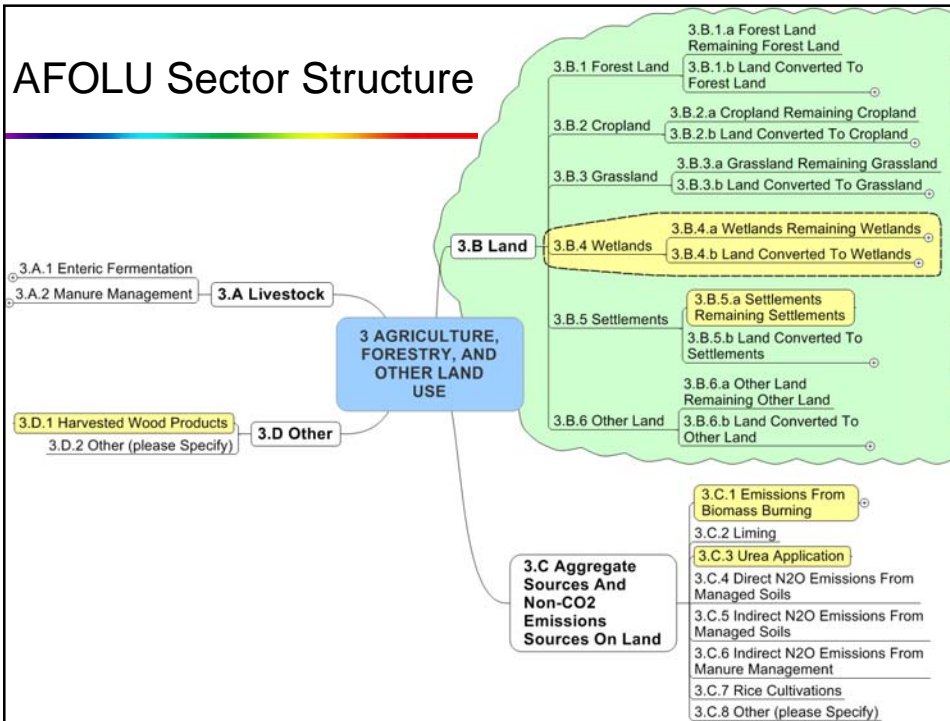 AFOLU Sector Structure
3 AGRICULTURE,
FORESTRY, AND
OTHER LAND
USE
3.A Livestock
3.A.1 Enteric Fermentation
3.A.2 Manure Management
3.B Land
3.B.1 Forest Land
3.B.1.a Forest Land
Remaining Forest Land
3.B.1.b Land Converted To
Forest Land
3.B.2 Cropland
3.B.2.a Cropland Remaining Cropland
3.B.2.b Land Converted To Cropland
3.B.3 Grassland
3.B.3.a Grassland Remaining Grassland
3.B.3.b Land Converted To Grassland
3.B.4 Wetlands
3.B.4.a Wetlands Remaining Wetlands
3.B.4.b Land Converted To Wetlands
3.B.5 Settlements
3.B.5.a Settlements
Remaining Settlements
3.B.5.b Land Converted To
Settlements
3.B.6 Other Land
3.B.6.a Other Land
Remaining Other Land
3.B.6.b Land Converted To
Other Land
3.C Aggregate
Sources And
Non-CO2
Emissions
Sources On Land
3.C.1 Emissions From
Biomass Burning
3.C.2 Liming
3.C.3 Urea Application
3.C.4 Direct N2O Emissions From
Managed Soils
3.C.5 Indirect N2O Emissions From
Managed Soils
3.C.6 Indirect N2O Emissions From
Manure Management
3.C.7 Rice Cultivations
3.C.8 Other (please Specify)
3.D Other
3.D.1 Harvested Wood Products
3.D.2 Other (please Specify)